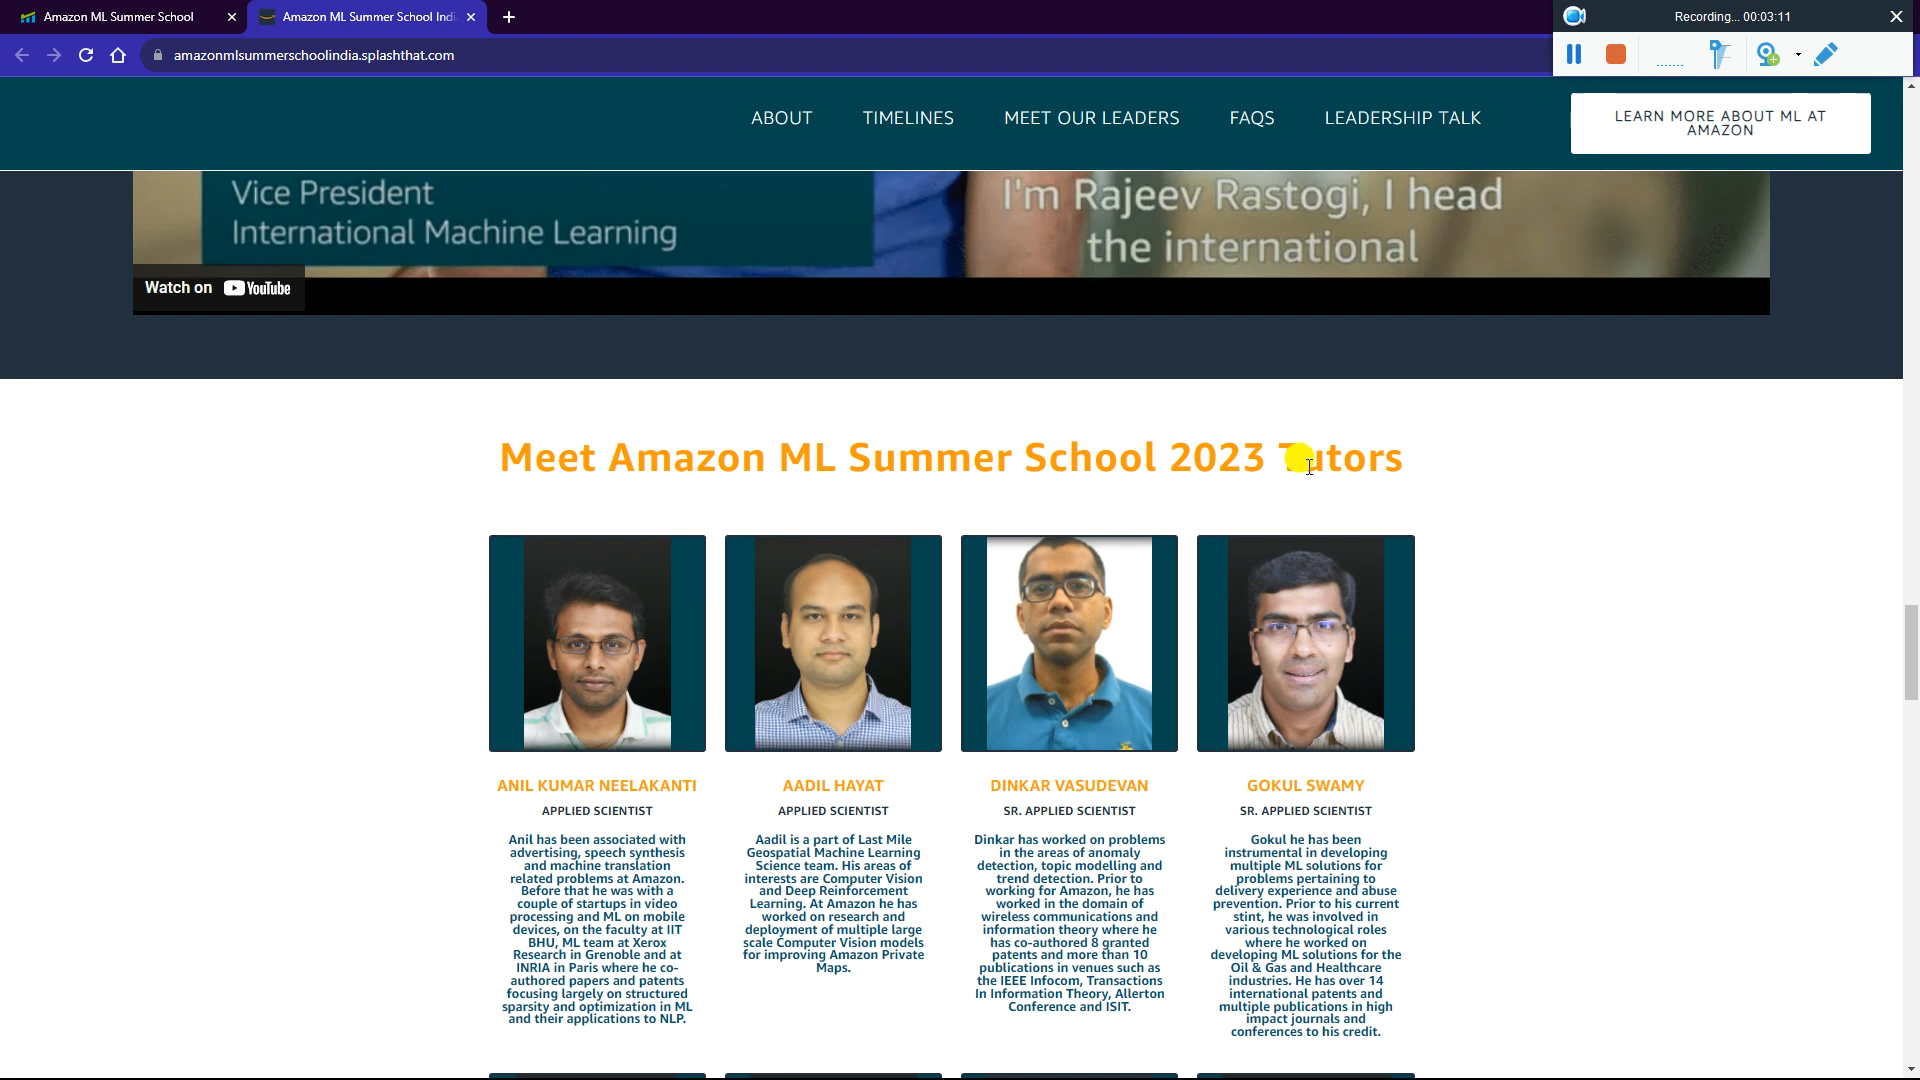 Amazon ML Summer School
Amazon ML Summer School Indi
Recording... 00:03:11
amazonmlsummerschoolindia.splashthat.com
ABOUT
TIMELINES
MEET OUR LEADERS
FAQS
LEADERSHIP TALK
LEARN MORE ABOUT ML AT
AMAZON
Vice President
International Machine Learning
I'm Rajeev Rastogi, I head
the international
Watch on YouTube
Meet Amazon ML Summer School 2023 Tutors
ANIL KUMAR NEELAKANTI
APPLIED SCIENTIST
Anil has been associated with
advertising, speech synthesis
and machine translation
related problems at Amazon.
Before that he was with a
couple of startups in video
processing and ML on mobile
devices, on the faculty at IIT
BHU, ML team at Xerox
Research in Grenoble and at
INRIA in Paris where he co-
authored papers and patents
focusing largely on structured
sparsity and optimization in ML
and their applications to NLP.
AADIL HAYAT
APPLIED SCIENTIST
Aadil is a part of Last Mile
Geospatial Machine Learning
Science team. His areas of
interests are Computer Vision
and Deep Reinforcement
Learning. At Amazon he has
worked on research and
deployment of multiple large
scale Computer Vision models
for improving Amazon Private
Maps.
DINKAR VASUDEVAN
SR. APPLIED SCIENTIST
Dinkar has worked on problems
in the areas of anomaly
detection, topic modelling and
trend detection. Prior to
working for Amazon, he has
worked in the domain of
wireless communications and
information theory where he
has co-authored 8 granted
patents and more than 10
publications in venues such as
the IEEE Infocom, Transactions
In Information Theory, Allerton
Conference and ISIT.
GOKUL SWAMY
SR. APPLIED SCIENTIST
Gokul he has been
instrumental in developing
multiple ML solutions for
problems pertaining to
delivery experience and abuse
prevention. Prior to his current
stint, he was involved in
various technological roles
where he worked on
developing ML solutions for the
Oil & Gas and Healthcare
industries. He has over 14
international patents and
multiple publications in high
impact journals and
conferences to his credit.